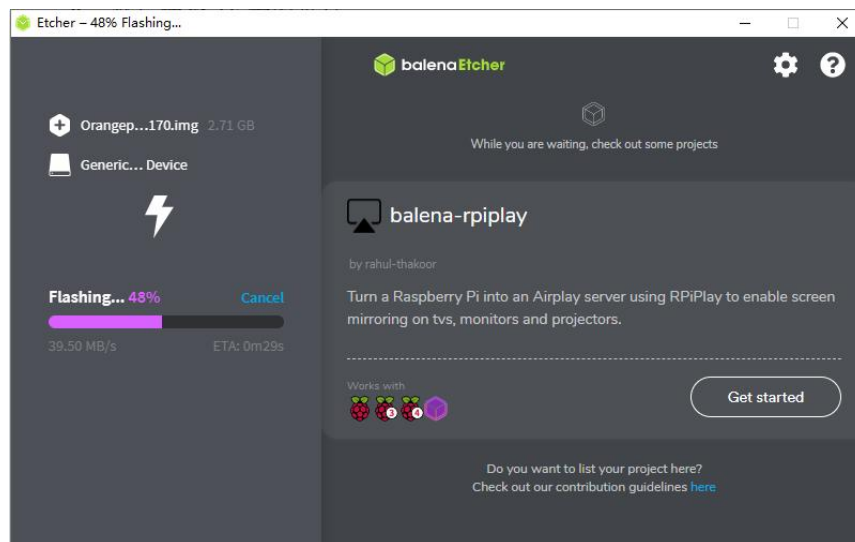 Etcher – 48% Flashing...
balenaEtcher
Orangep...170.img 2.71 GB
Generic... Device
Flashing... 48% Cancel
39.50 MB/s ETA: 0m29s
While you are waiting, check out some projects
balena-rpiplay
by rahul-thakoor
Turn a Raspberry Pi into an Airplay server using RPiPlay to enable screen
mirroring on tvs, monitors and projectors.
Works with
3 4
Get started
Do you want to list your project here?
Check out our contribution guidelines here